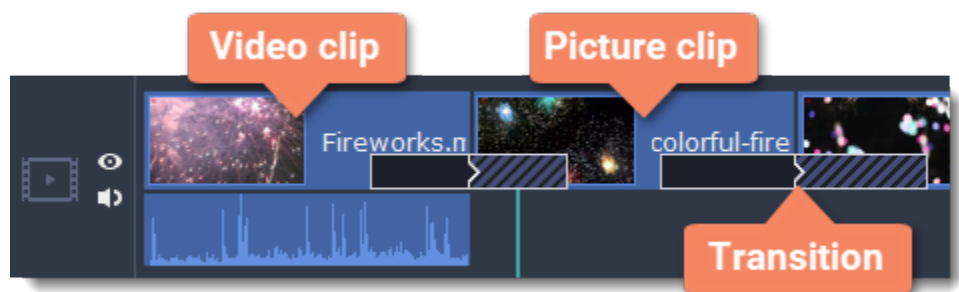 Video clip
Picture clip
Fireworks.m
colorful-fire
Transition